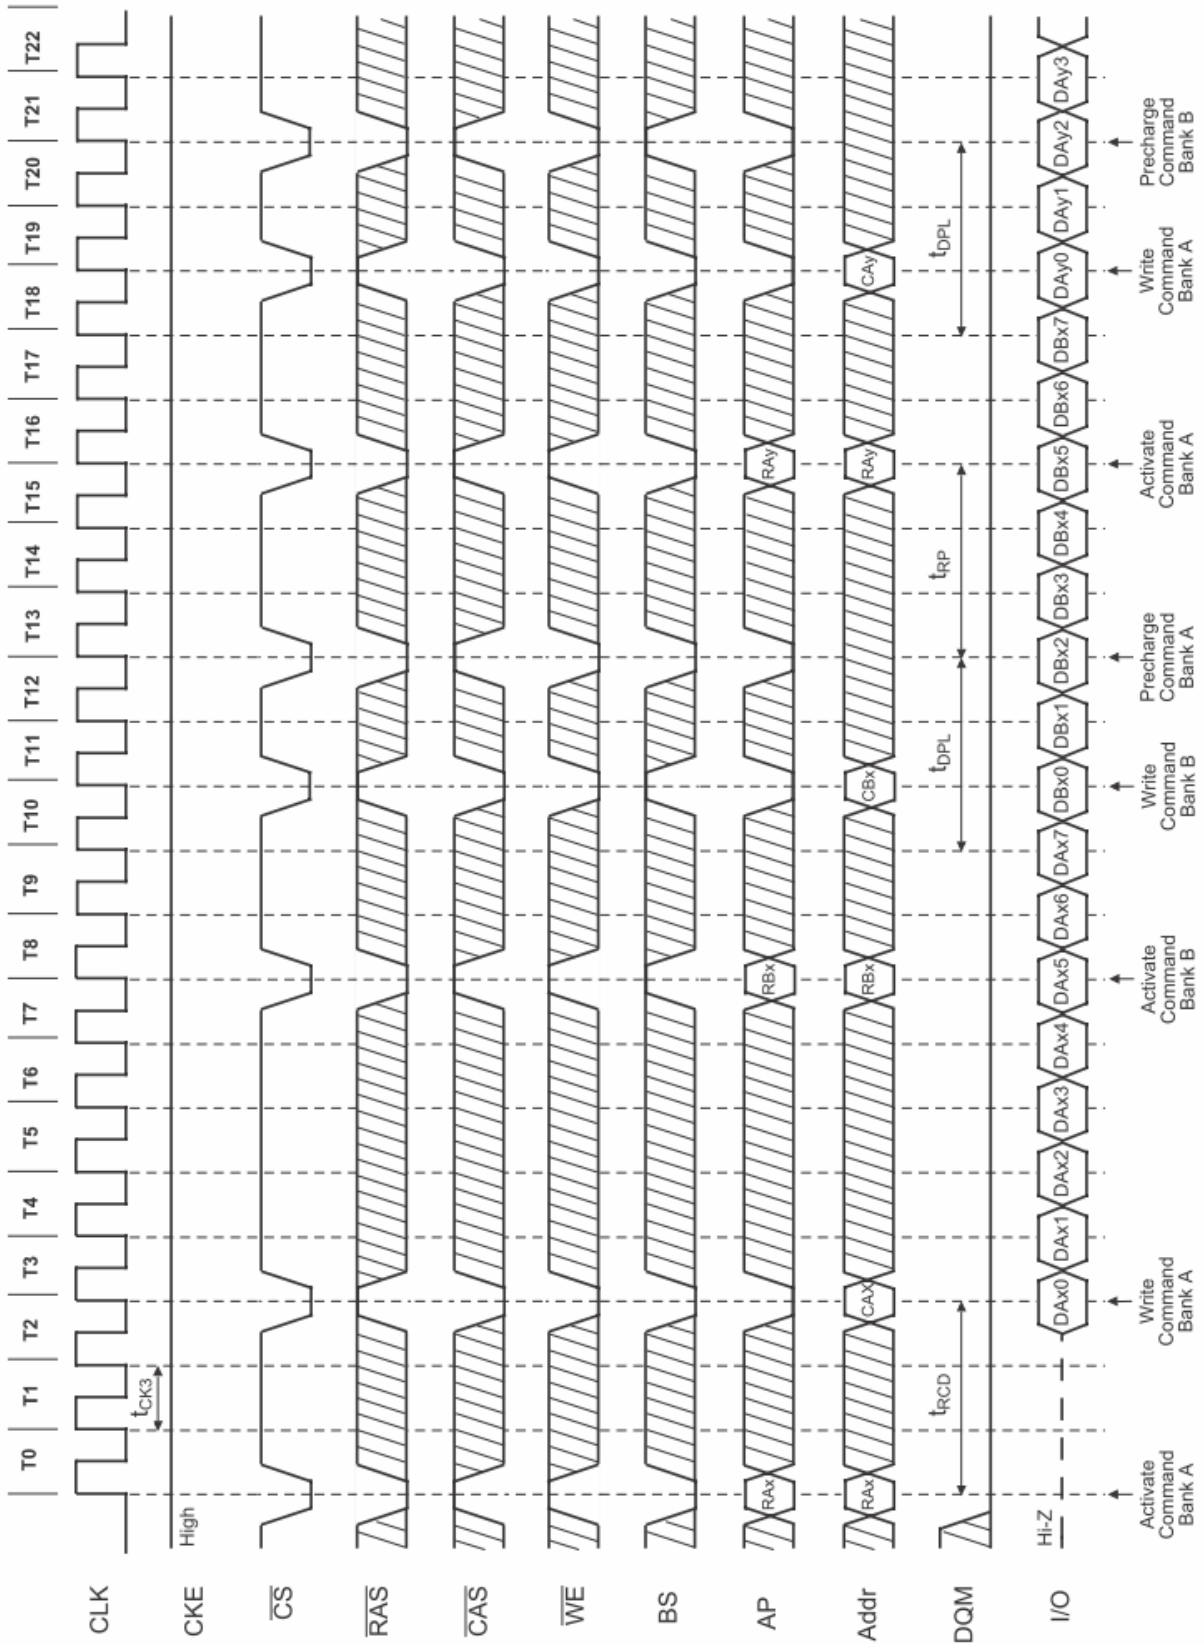 T0 T1 T2 T3 T4 T5 T6 T7 T8 T9 T10 T11 T12 T13 T14 T15 T16 T17 T18 T19 T20 T21 T22
CLK
tCK3
CKE
High
CS
RAS
CAS
WE
BS
AP
RAx RBx RAy
Addr
RAx CAX RBx CBx RAy CAy
DQM
tRCD tDPL tRP tDPL
I/O
Hi-Z
DAx0 DAx1 DAx2 DAx3 DAx4 DAx5 DAx6 DAx7 DBx0 DBx1 DBx2 DBx3 DBx4 DBx5 DBx6 DBx7 DAy0 DAy1 DAy2 DAy3
Activate
Command
Bank A
Write
Command
Bank A
Activate
Command
Bank B
Write
Command
Bank B
Precharge
Command
Bank A
Activate
Command
Bank A
Write
Command
Bank A
Precharge
Command
Bank B